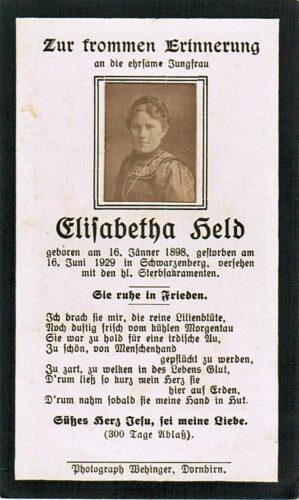 Zur frommen Erinnerung
an die ehrsame Jungfrau
Elisabetha Held
geboren am 16. Jänner 1898, gestorben am
16. Juni 1929 in Schwarzenberg, versehen
mit den hl. Sterbsakramenten.
Sie ruhe in Frieden.
Ich brach sie mir, die reine Lilienblüte,
Noch duftig frisch vom kühlen Morgentau
Sie war zu hold für eine irdische Au,
Zu schön, von Menschenhand
gepflückt zu werden,
Zu zart, zu welken in des Lebens Glut,
D'rum ließ so kurz mein Herz sie
hier auf Erden,
D'rum nahm sobald sie meine Hand in Hut.
Süßes Herz Jesu, sei meine Liebe.
(300 Tage Ablaß).
Photograph Wehinger, Dornbirn.